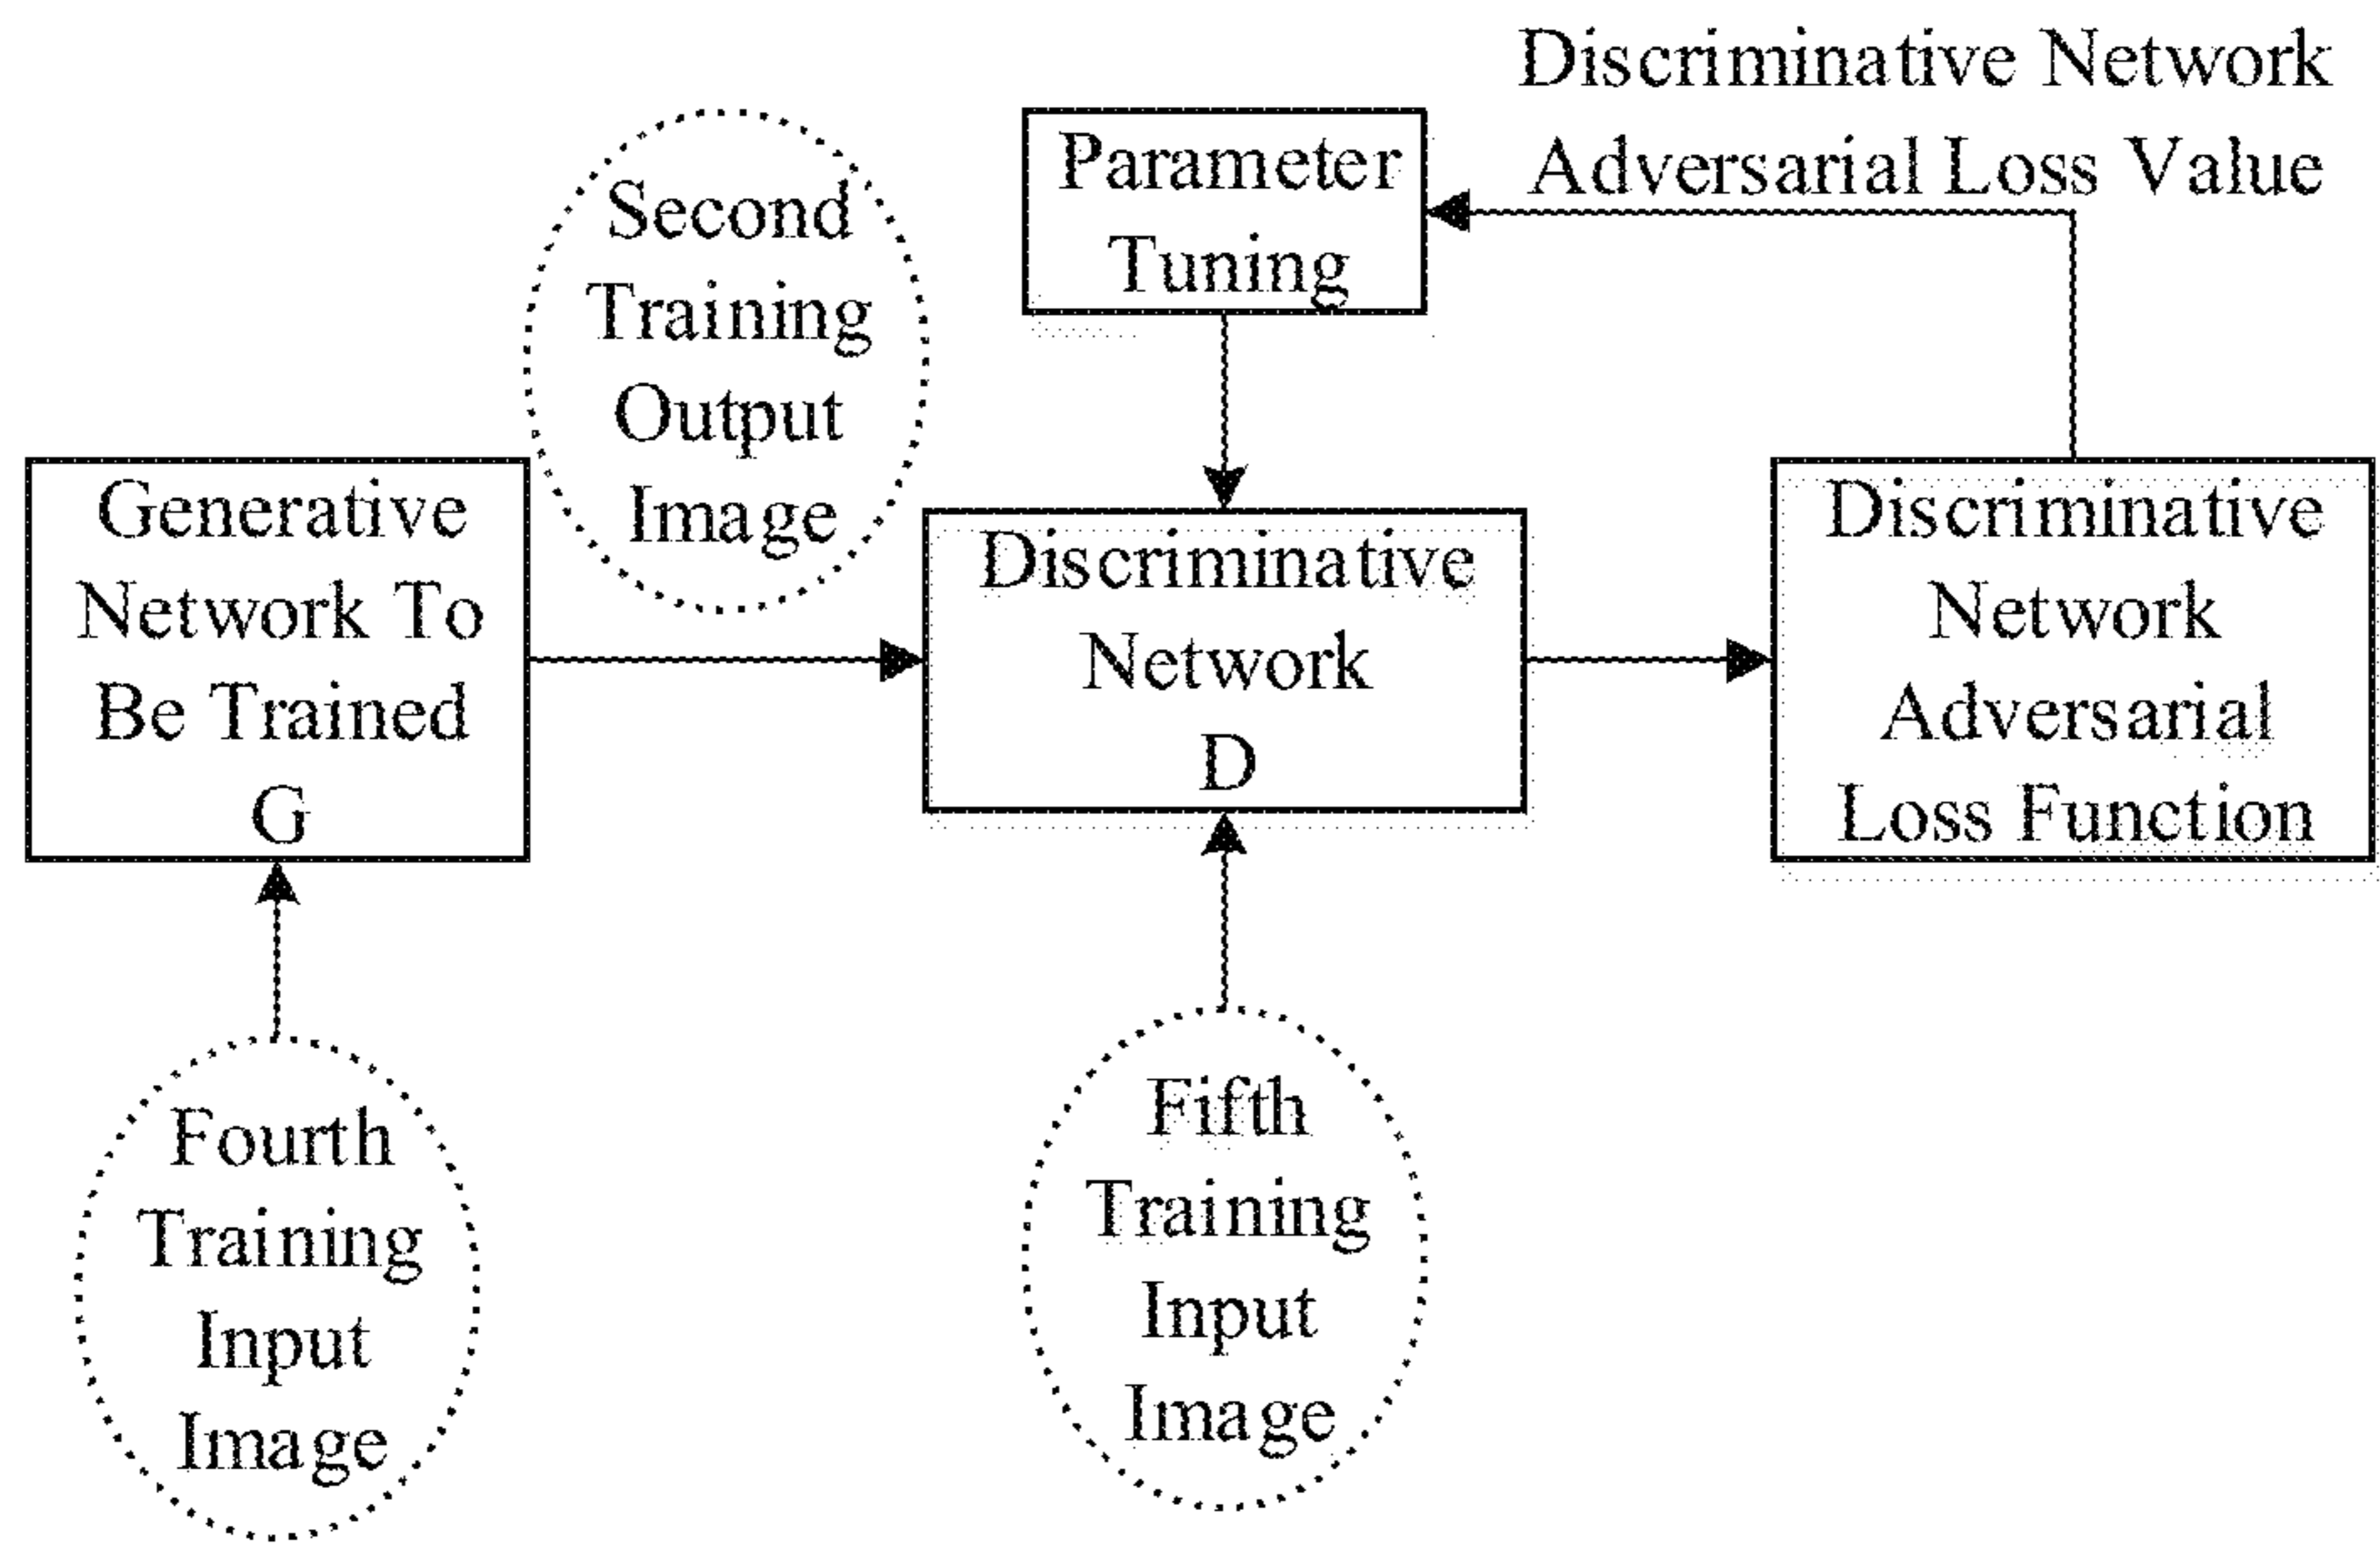 Discriminative Network
Adversarial Loss Value
Parameter
Tuning
Second
Training
Output
Image
Generative
Network To
Be Trained
G
Discriminative
Network
D
Discriminative
Network
Adversarial
Loss Function
Fourth
Training
Input
Image
Fifth
Training
Input
Image